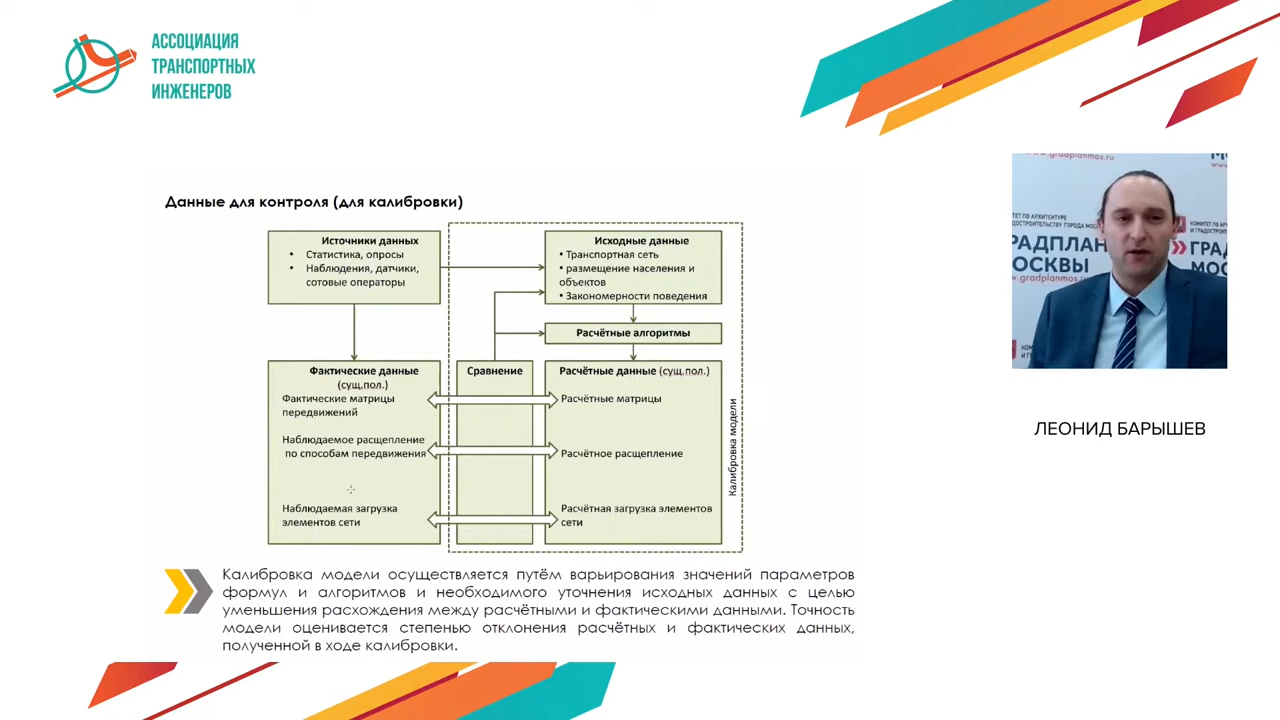 АССОЦИАЦИЯ
ТРАНСПОРТНЫХ
ИНЖЕНЕРОВ
Данные для контроля (для калибровки)
Источники данных
• Статистика, опросы
• Наблюдения, датчики,
сотовые операторы
Исходные данные
• Транспортная сеть
• размещение населения и
объектов
• Закономерности поведения
Расчётные алгоритмы
Фактические данные
(сущ.пол.)
Фактические матрицы
передвижений
Наблюдаемое расщепление
по способам передвижения
Наблюдаемая загрузка
элементов сети
Сравнение
Расчётные данные (сущ.пол.)
Расчётные матрицы
Расчётное расщепление
Расчётная загрузка элементов
сети
Калибровка модели
Калибровка модели осуществляется путём варьирования значений параметров
формул и алгоритмов и необходимого уточнения исходных данных с целью
уменьшения расхождения между расчётными и фактическими данными. Точность
модели оценивается степенью отклонения расчётных и фактических данных,
полученной в ходе калибровки.
www.gradplanmos.ru
МОСКВЫ
ЛЕОНИД БАРЫШЕВ